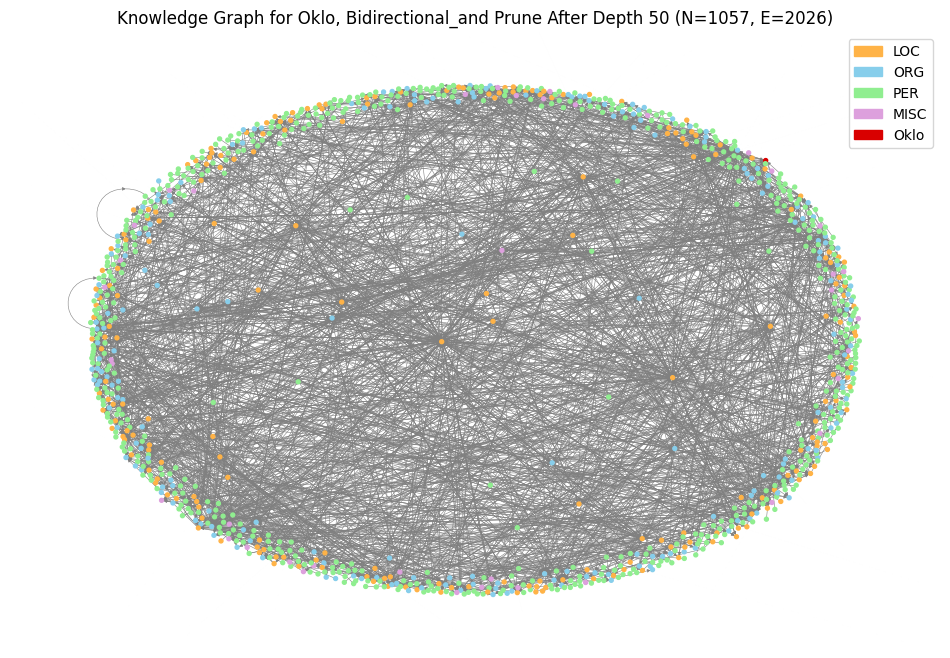 Knowledge Graph for Oklo, Bidirectional_and Prune After Depth 50 (N=1057, E=2026)
LOC
ORG
PER
MISC
Oklo